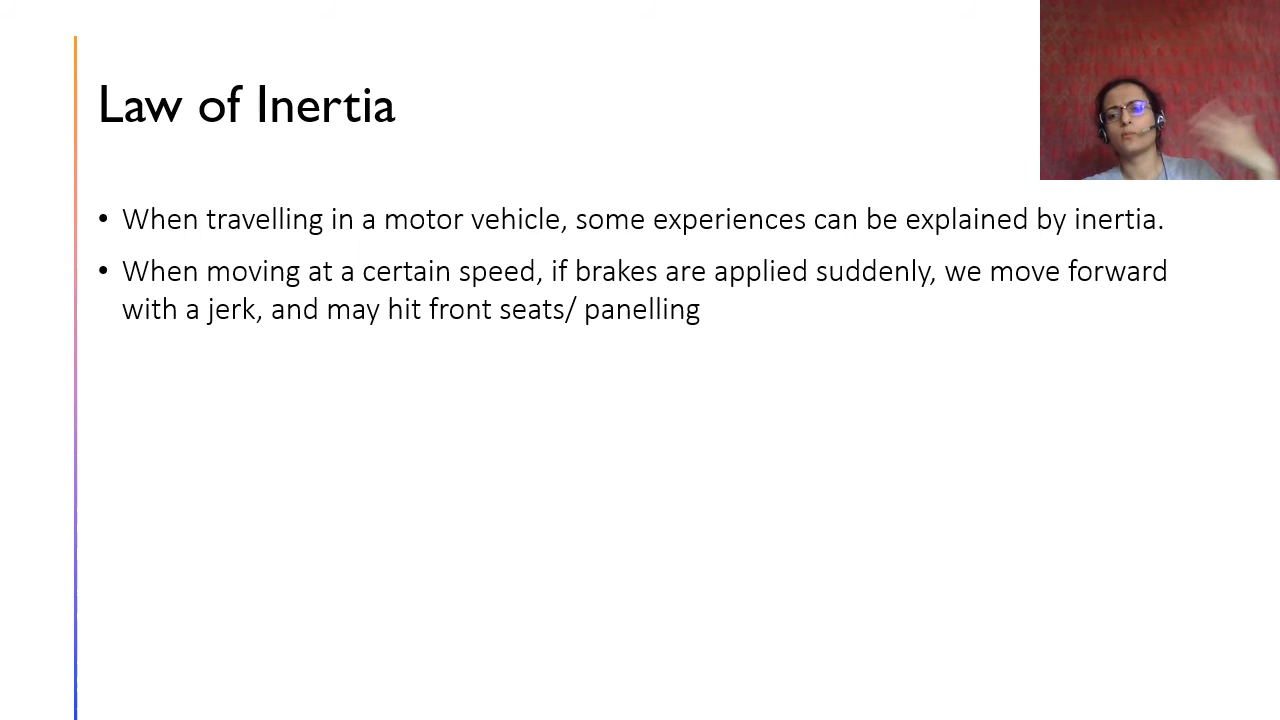 Law of Inertia
• When travelling in a motor vehicle, some experiences can be explained by inertia.
• When moving at a certain speed, if brakes are applied suddenly, we move forward
with a jerk, and may hit front seats/ panelling